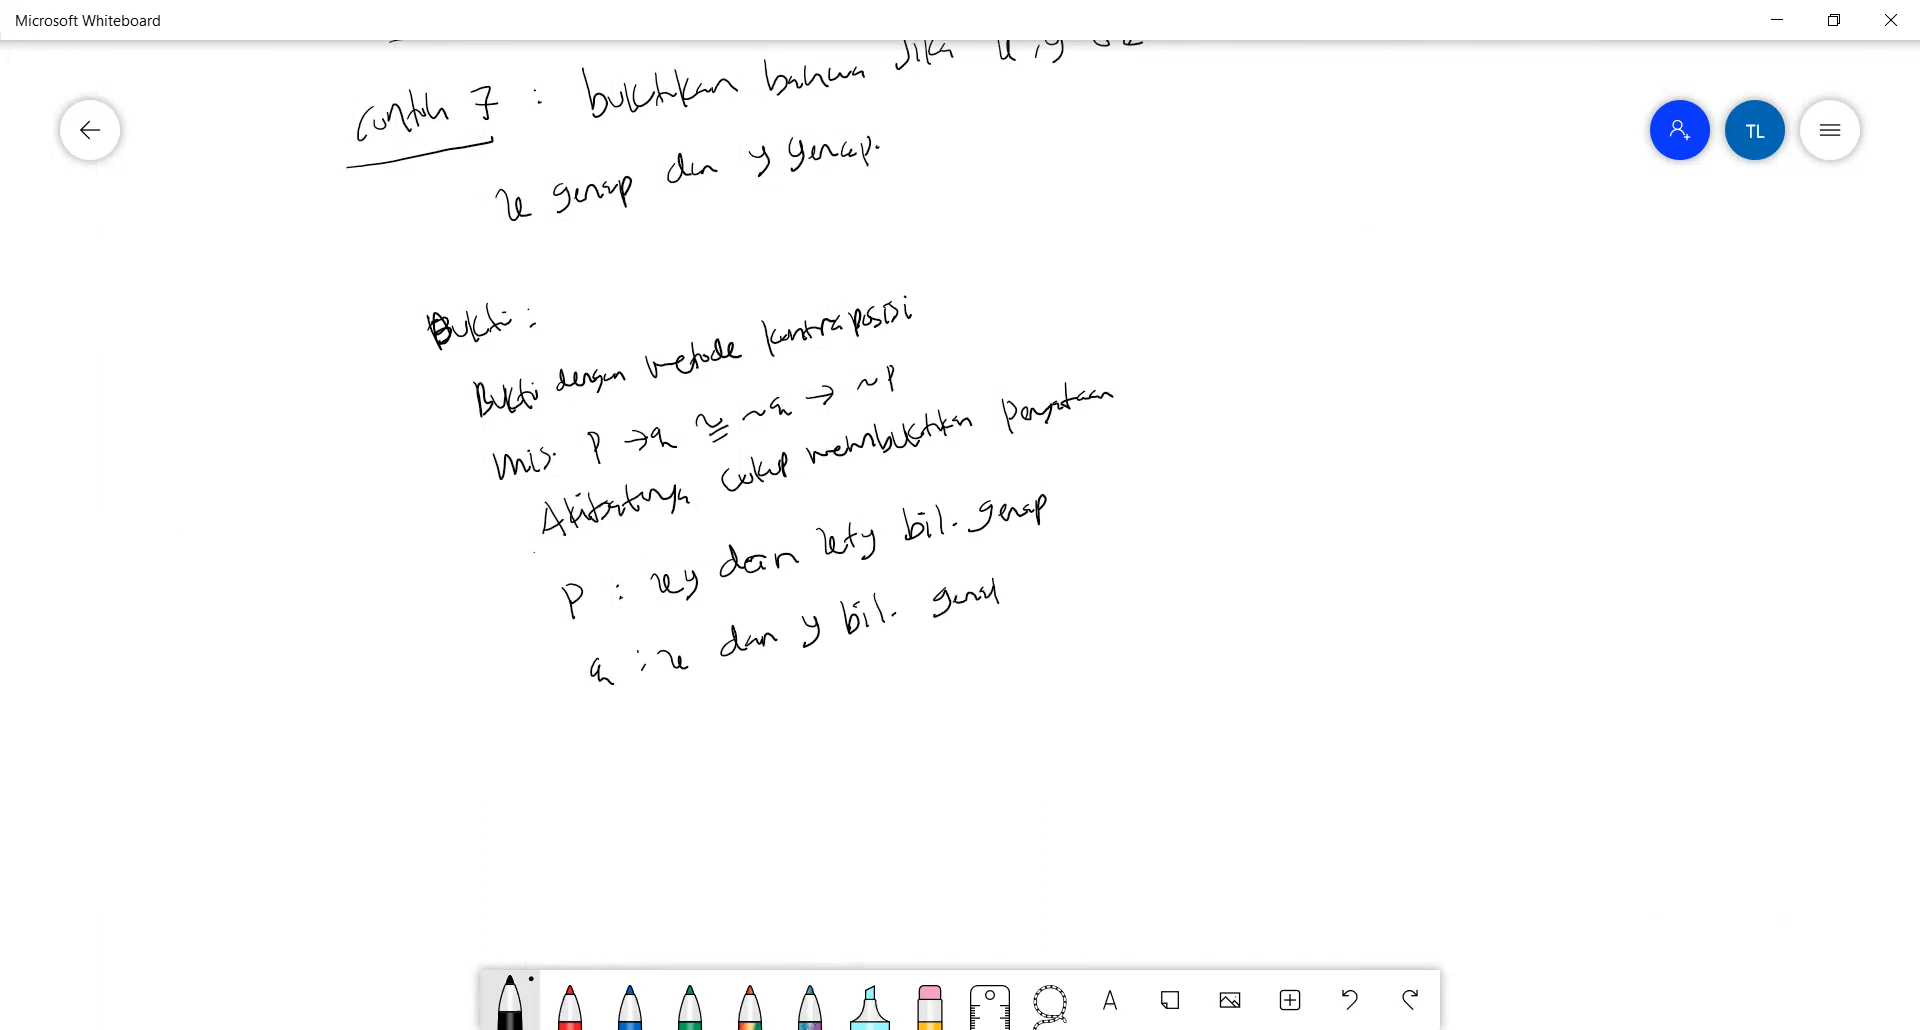 Microsoft Whiteboard
TL
Contoh 7 : buktikan bahwa Jika x, y ∈ Z
x genap dan y genap.
Bukti :
Bukti dengan metode kontraposisi
mis. P → q ≅ ~q → ~P
Akibatnya cukup membuktikan pernyataan
P : xy dan x+y bil. genap
q : x dan y bil. gena